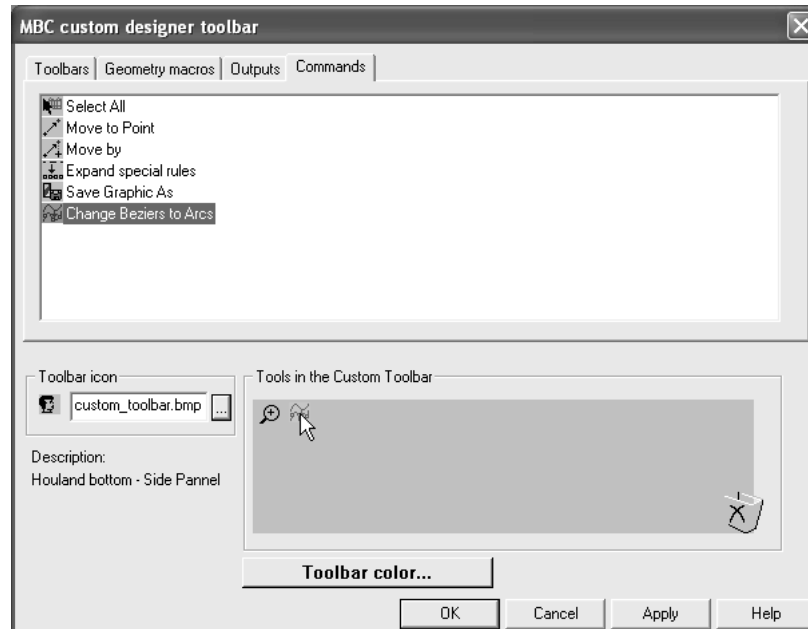 MBC custom designer toolbar
Toolbars Geometry macros Outputs Commands
Select All
Move to Point
Move by
Expand special rules
Save Graphic As
Change Beziers to Arcs
Toolbar icon
custom_toolbar.bmp ...
Description:
Houland bottom - Side Pannel
Tools in the Custom Toolbar
Toolbar color...
OK Cancel Apply Help